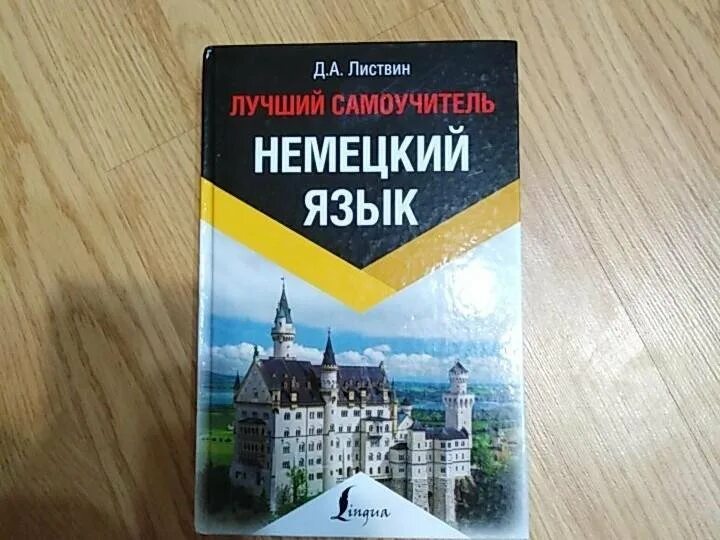 Д.А. Листвин
ЛУЧШИЙ САМОУЧИТЕЛЬ
НЕМЕЦКИЙ
ЯЗЫК
Lingua